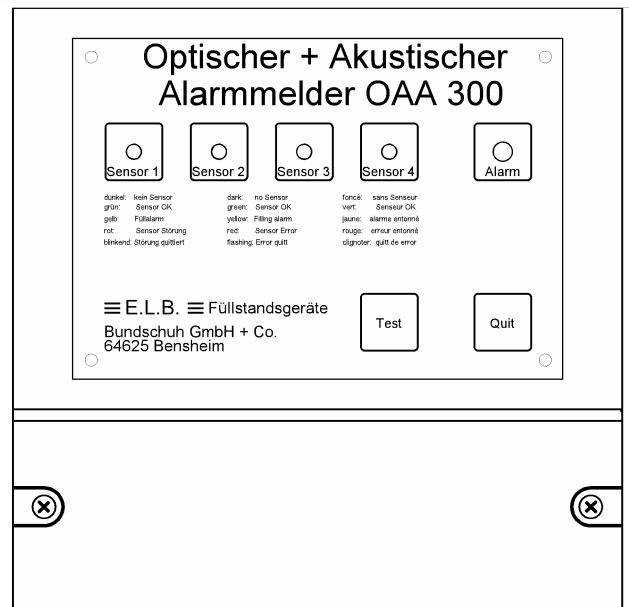 Optischer + Akustischer
Alarmmelder OAA 300
Sensor 1 Sensor 2 Sensor 3 Sensor 4 Alarm
dunkel: kein Sensor dark: no Sensor foncè: sans Senseur
grün: Sensor OK green: Sensor OK vert: Senseur OK
gelb: Füllalarm yellow: Filling alarm jaune: alarme entonnè
rot: Sensor Störung red: Sensor Error rouge: erreur entonnè
blinkend: Störung quittiert flashing: Error quitt clignoter: quitt de error
E.L.B. Füllstandsgeräte
Bundschuh GmbH + Co.
64625 Bensheim
Test Quit